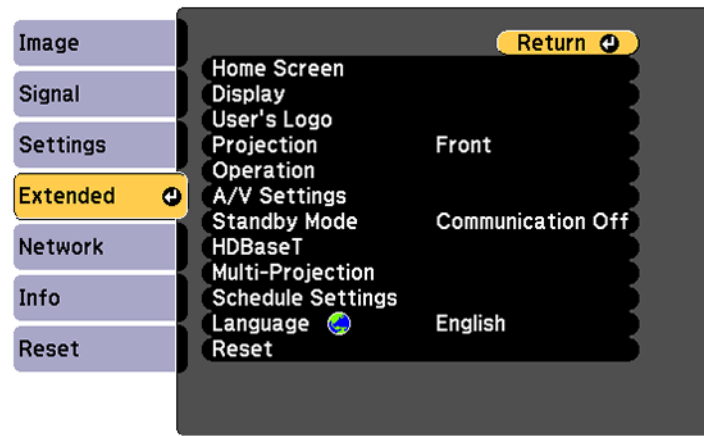 Image
Signal
Settings
Extended
Network
Info
Reset
Return
Home Screen
Display
User's Logo
Projection Front
Operation
A/V Settings
Standby Mode Communication Off
HDBaseT
Multi-Projection
Schedule Settings
Language English
Reset